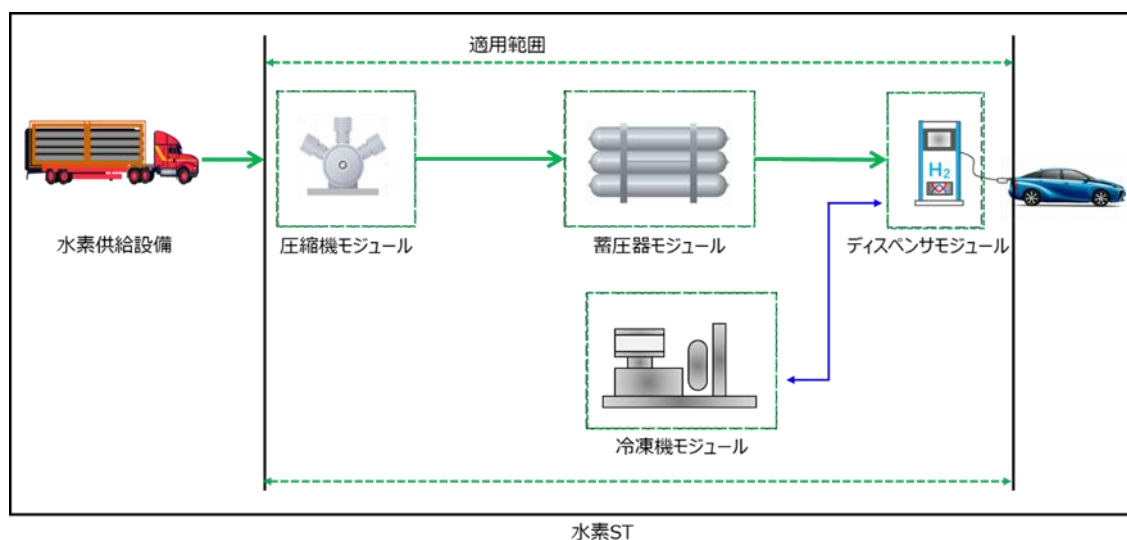 適用範囲
H2
水素供給設備
圧縮機モジュール
蓄圧器モジュール
ディスペンサモジュール
冷凍機モジュール
水素ST